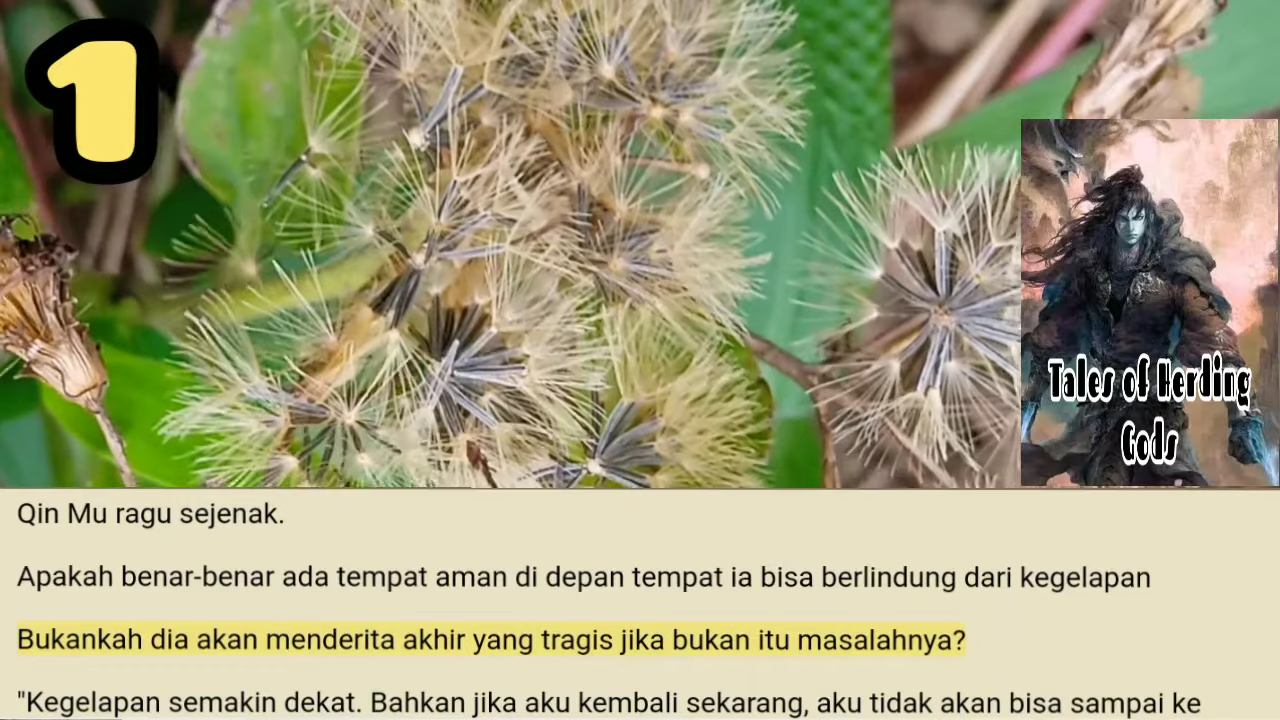 1
Tales of Herding
Gods
Qin Mu ragu sejenak.
Apakah benar-benar ada tempat aman di depan tempat ia bisa berlindung dari kegelapan
Bukankah dia akan menderita akhir yang tragis jika bukan itu masalahnya?
"Kegelapan semakin dekat. Bahkan jika aku kembali sekarang, aku tidak akan bisa sampai ke